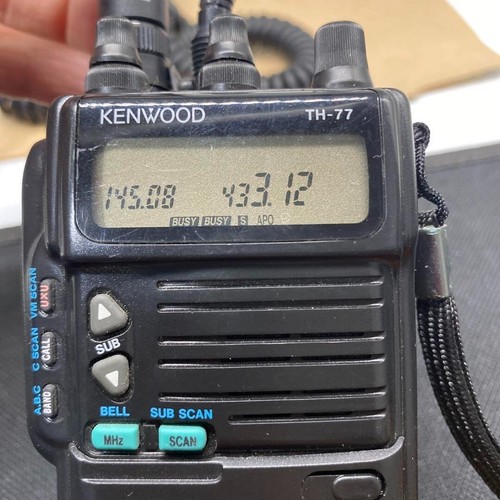 KENWOOD TH-77
145.08 433.12
BUSY BUSY S APO
VM SCAN
UXU
C SCAN
CALL
A.B.C
BAND
SUB
BELL SUB SCAN
MHz SCAN